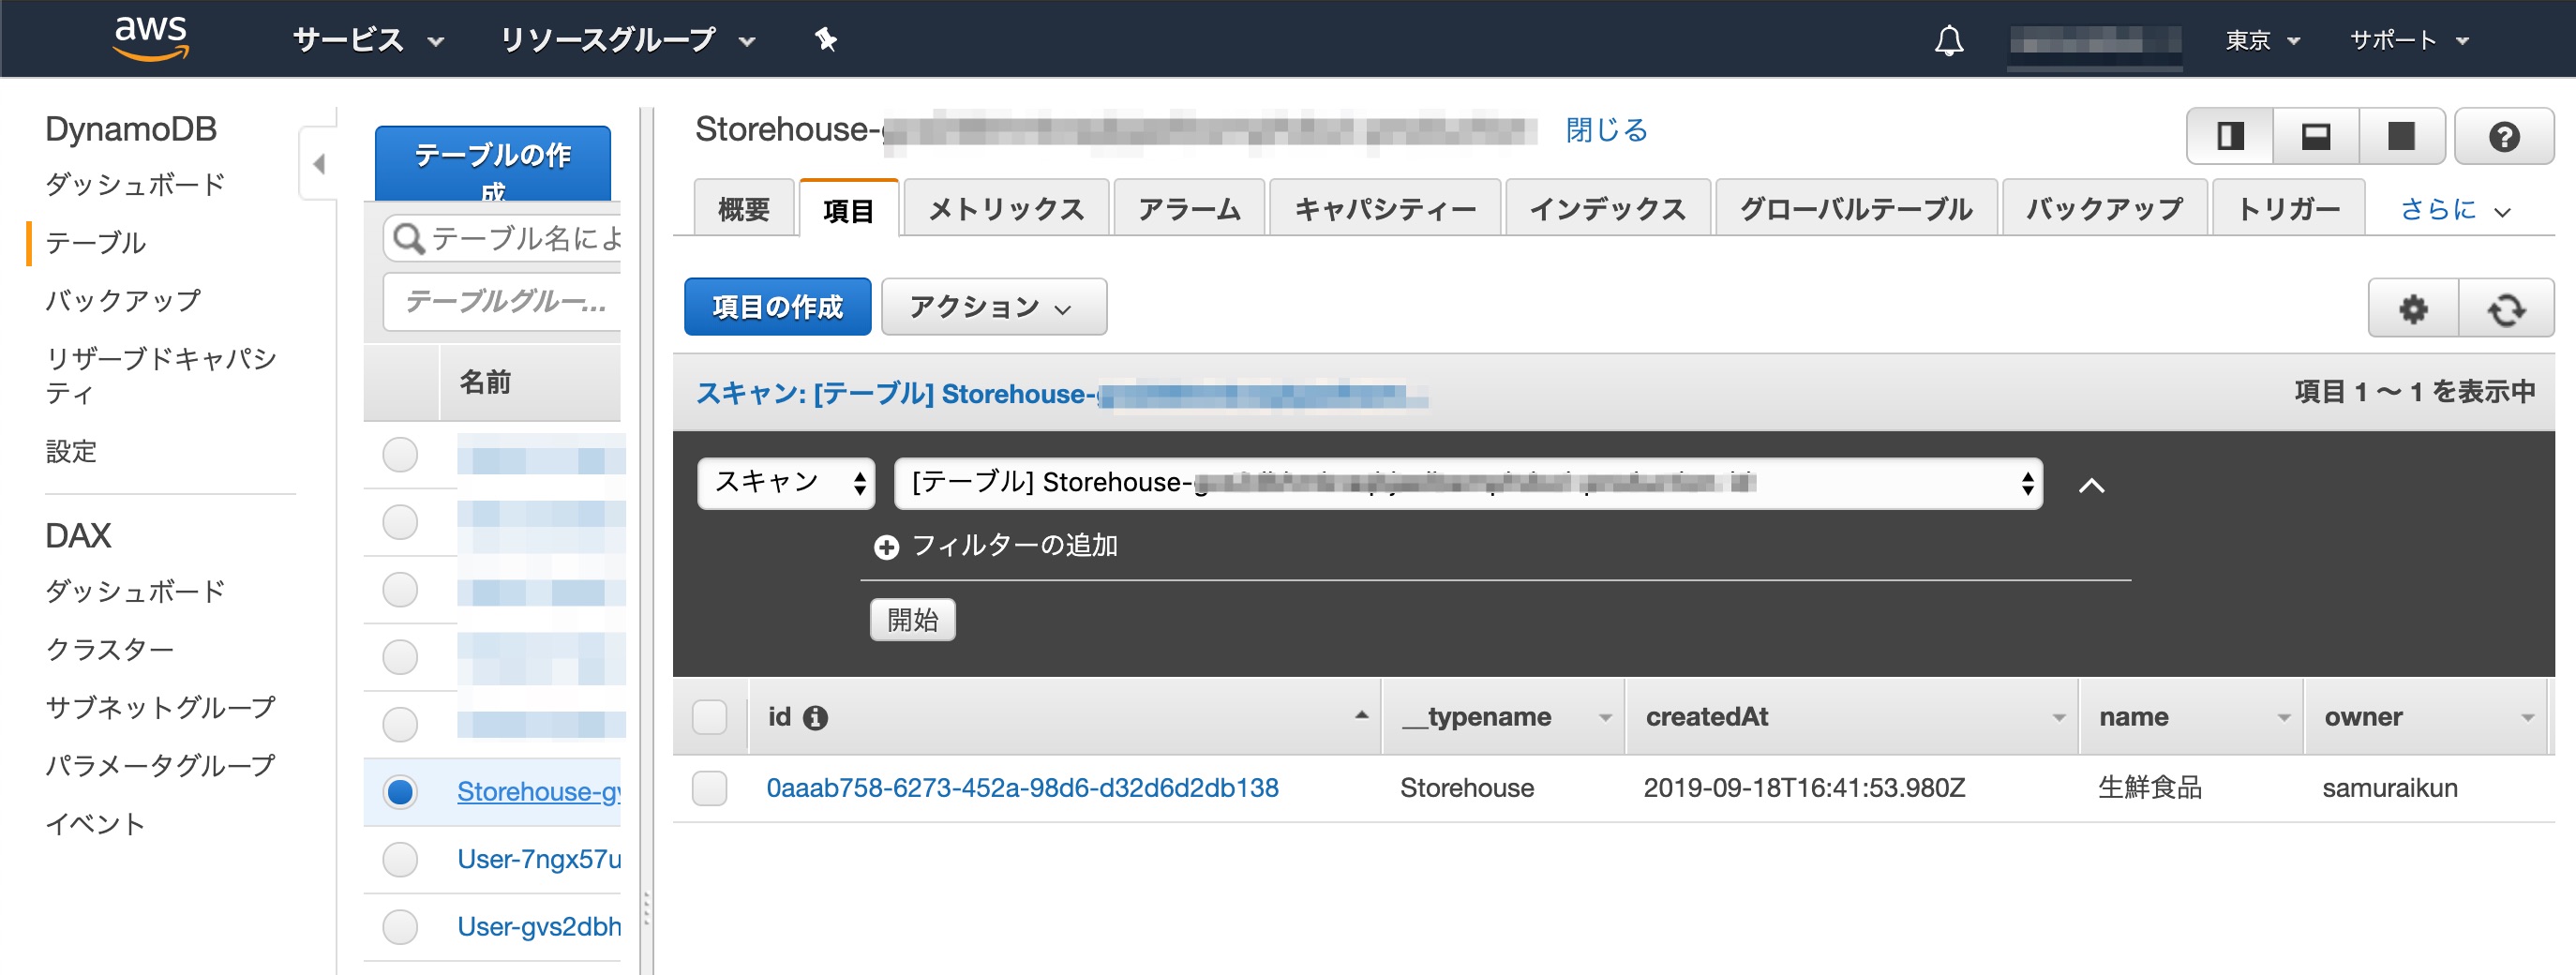 aws サービス リソースグループ 東京 サポート
DynamoDB
ダッシュボード
テーブル
バックアップ
リザーブドキャパシ
ティ
設定
DAX
ダッシュボード
クラスター
サブネットグループ
パラメータグループ
イベント
テーブルの作
成
テーブル名によ
テーブルグルー...
名前
Storehouse-gv
User-7ngx57u
User-gvs2dbh
Storehouse- 閉じる
概要 項目 メトリックス アラーム キャパシティー インデックス グローバルテーブル バックアップ トリガー さらに
項目の作成 アクション
スキャン: [テーブル] Storehouse- 項目 1 〜 1 を表示中
スキャン [テーブル] Storehouse-
フィルターの追加
開始
id __typename createdAt name owner
0aaab758-6273-452a-98d6-d32d6d2db138 Storehouse 2019-09-18T16:41:53.980Z 生鮮食品 samuraikun